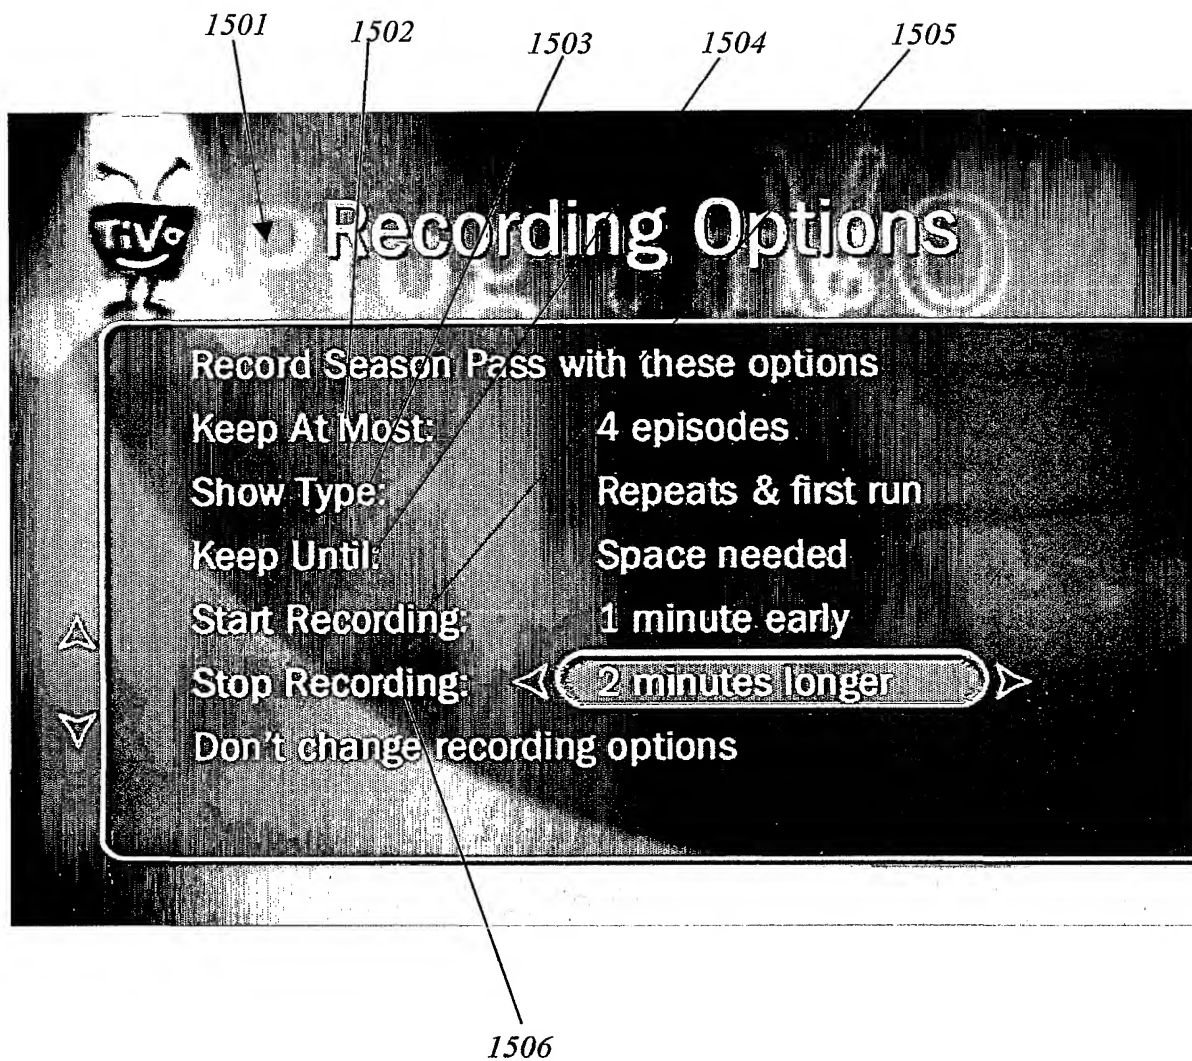 1501 1502 1503 1504 1505
TiVo
Recording Options
Record Season Pass with these options
Keep At Most: 4 episodes
Show Type: Repeats & first run
Keep Until: Space needed
Start Recording: 1 minute early
Stop Recording: 2 minutes longer
Don't change recording options
1506